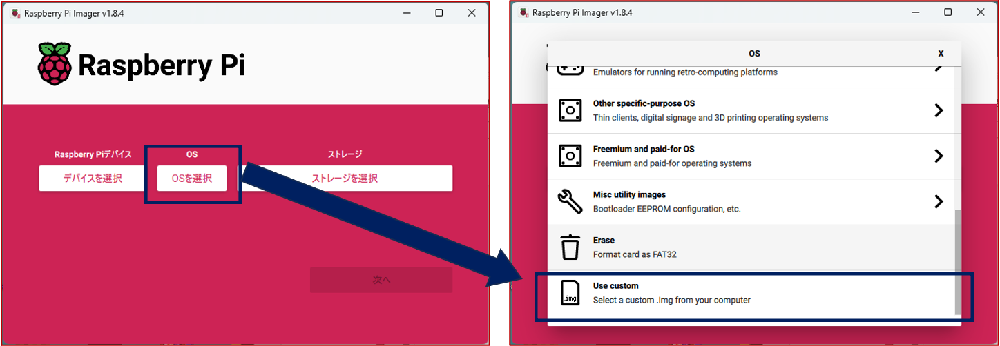 Raspberry Pi Imager v1.8.4
Raspberry Pi
Raspberry Piデバイス
OS
ストレージ
デバイスを選択
OSを選択
ストレージを選択
次へ
Raspberry Pi Imager v1.8.4
OS
X
Emulators for running retro-computing platforms
Other specific-purpose OS
Thin clients, digital signage and 3D printing operating systems
Freemium and paid-for OS
Freemium and paid-for operating systems
Misc utility images
Bootloader EEPROM configuration, etc.
Erase
Format card as FAT32
.img
Use custom
Select a custom .img from your computer